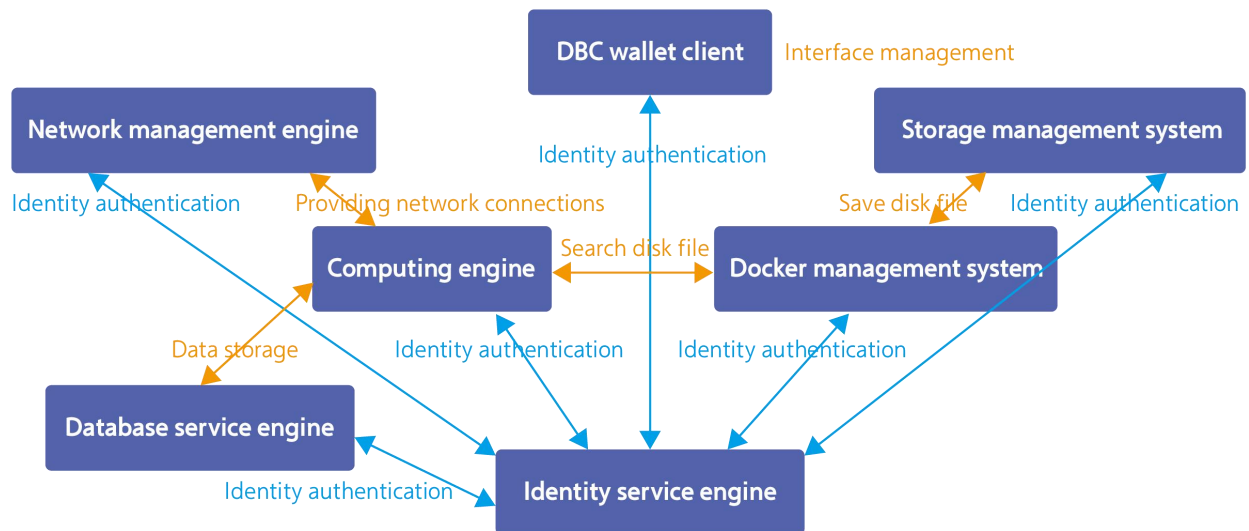 DBC wallet client
Interface management
Network management engine
Storage management system
Identity authentication
Identity authentication
Providing network connections
Save disk file
Identity authentication
Search disk file
Computing engine
Docker management system
Data storage
Identity authentication
Identity authentication
Database service engine
Identity authentication
Identity service engine